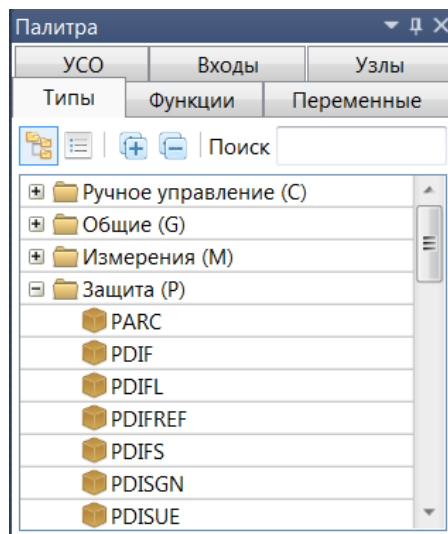 Палитра
УСО Входы Узлы
Типы Функции Переменные
Поиск
Ручное управление (C)
Общие (G)
Измерения (M)
Защита (P)
PARC
PDIF
PDIFL
PDIFREF
PDIFS
PDISGN
PDISUE